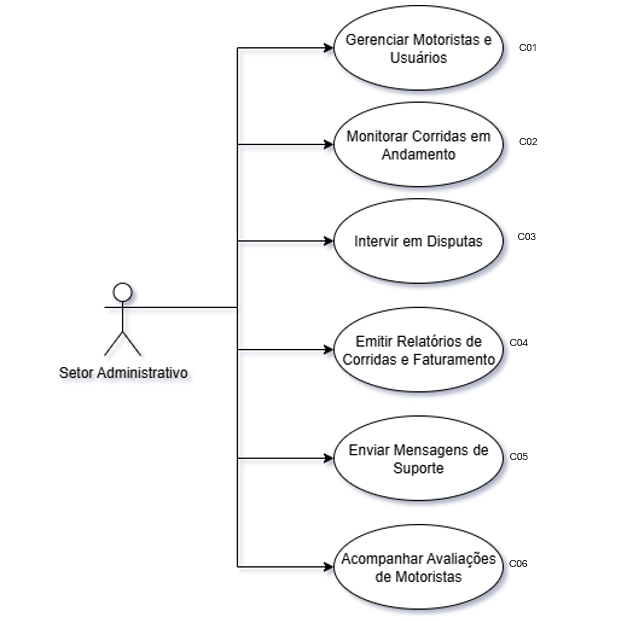 Gerenciar Motoristas e
Usuários
C01
Monitorar Corridas em
Andamento
C02
Intervir em Disputas
C03
Setor Administrativo
Emitir Relatórios de
Corridas e Faturamento
C04
Enviar Mensagens de
Suporte
C05
Acompanhar Avaliações
de Motoristas
C06